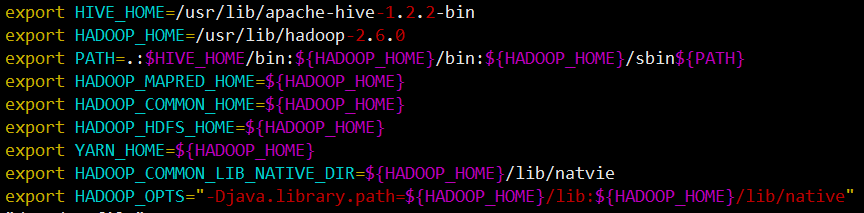 export HIVE_HOME=/usr/lib/apache-hive-1.2.2-bin
export HADOOP_HOME=/usr/lib/hadoop-2.6.0
export PATH=.:$HIVE_HOME/bin:${HADOOP_HOME}/bin:${HADOOP_HOME}/sbin${PATH}
export HADOOP_MAPRED_HOME=${HADOOP_HOME}
export HADOOP_COMMON_HOME=${HADOOP_HOME}
export HADOOP_HDFS_HOME=${HADOOP_HOME}
export YARN_HOME=${HADOOP_HOME}
export HADOOP_COMMON_LIB_NATIVE_DIR=${HADOOP_HOME}/lib/natvie
export HADOOP_OPTS="-Djava.library.path=${HADOOP_HOME}/lib:${HADOOP_HOME}/lib/native"